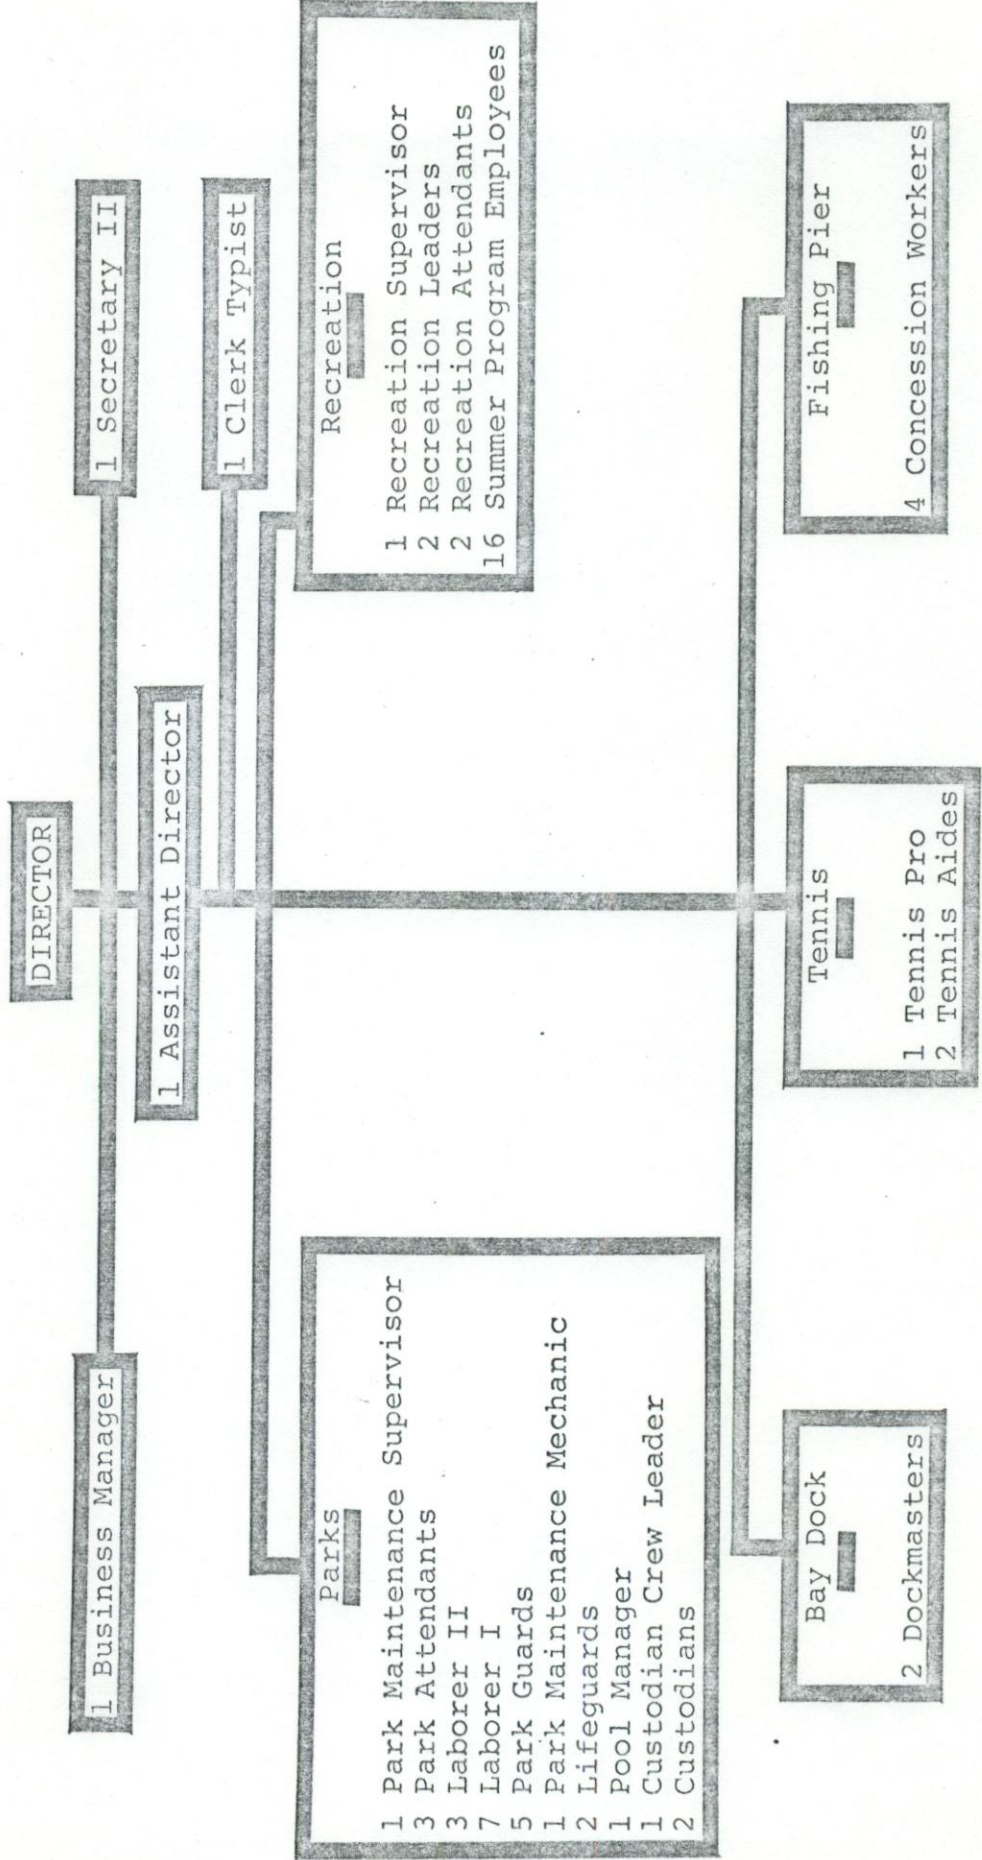 DIRECTOR
1 Business Manager
1 Secretary II
1 Assistant Director
1 Clerk Typist
Parks
1 Park Maintenance Supervisor
3 Park Attendants
3 Laborer II
7 Laborer I
5 Park Guards
1 Park Maintenance Mechanic
2 Lifeguards
1 Pool Manager
1 Custodian Crew Leader
2 Custodians
Recreation
1 Recreation Supervisor
2 Recreation Leaders
2 Recreation Attendants
16 Summer Program Employees
Bay Dock
2 Dockmasters
Tennis
1 Tennis Pro
2 Tennis Aides
Fishing Pier
4 Concession Workers